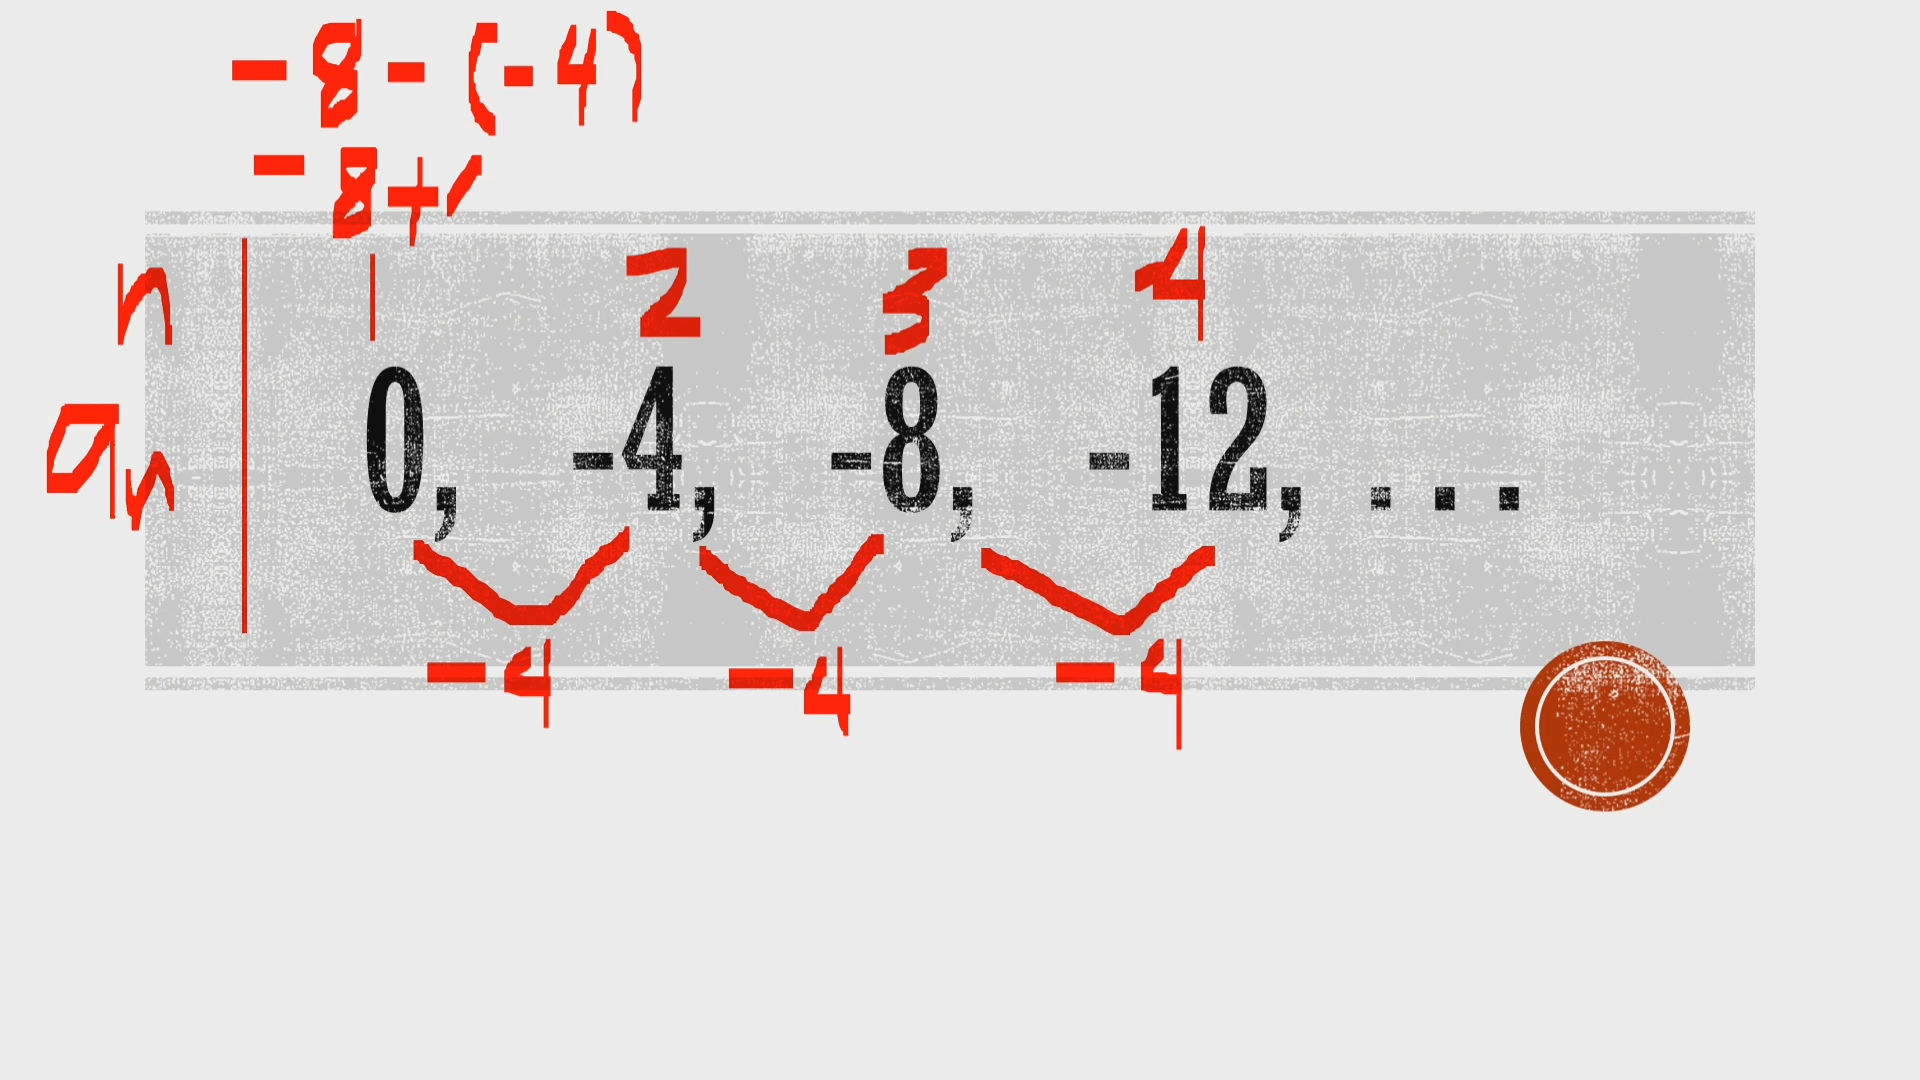 -8-(-4)
-8+
n 1 2 3 4
an 0, -4, -8, -12, . . .
-4 -4 -4